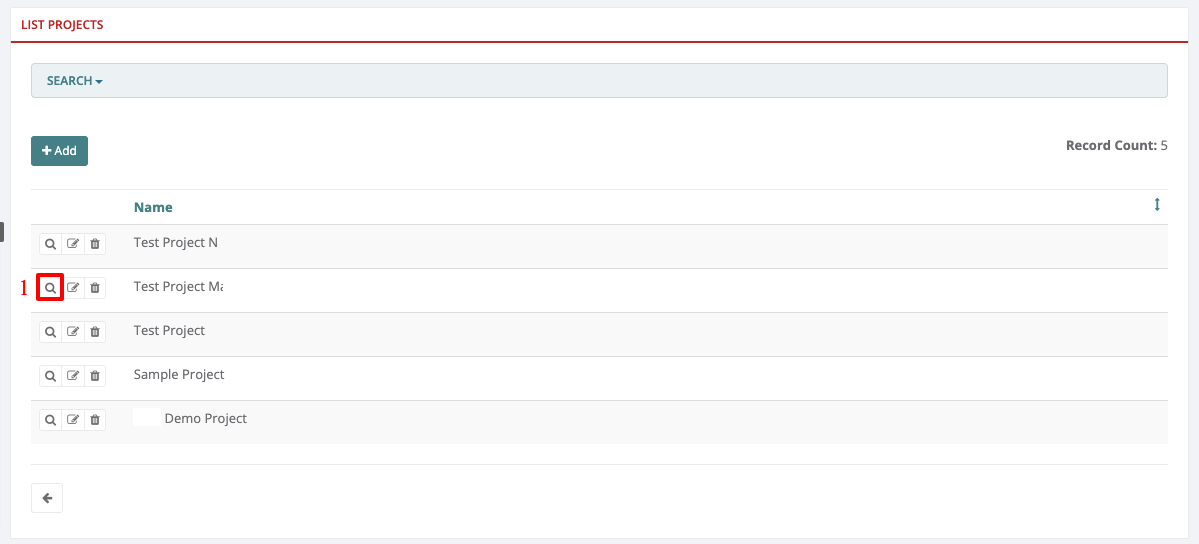 LIST PROJECTS
SEARCH
Add
Record Count: 5
Name
Test Project N
1
Test Project Ma
Test Project
Sample Project
Demo Project